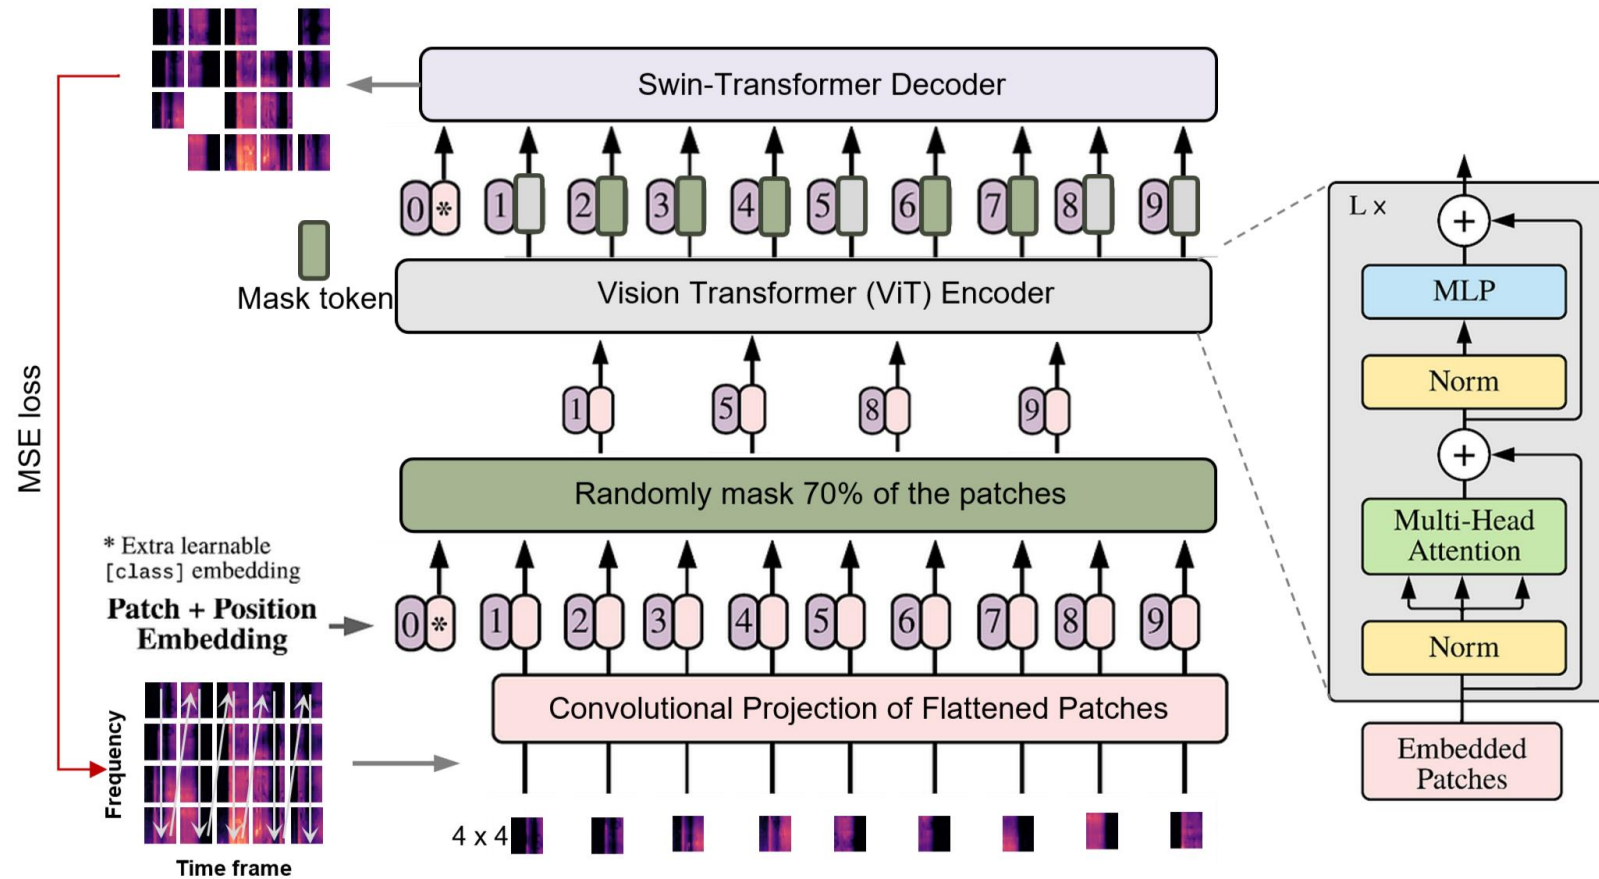 Swin-Transformer Decoder
0 * 1 2 3 4 5 6 7 8 9
Mask token
Vision Transformer (ViT) Encoder
1 5 8 9
MSE loss
Randomly mask 70% of the patches
* Extra learnable
[class] embedding
Patch + Position
Embedding
0 * 1 2 3 4 5 6 7 8 9
Convolutional Projection of Flattened Patches
Frequency
Time frame
4 x 4
L x
+
MLP
Norm
+
Multi-Head
Attention
Norm
Embedded
Patches